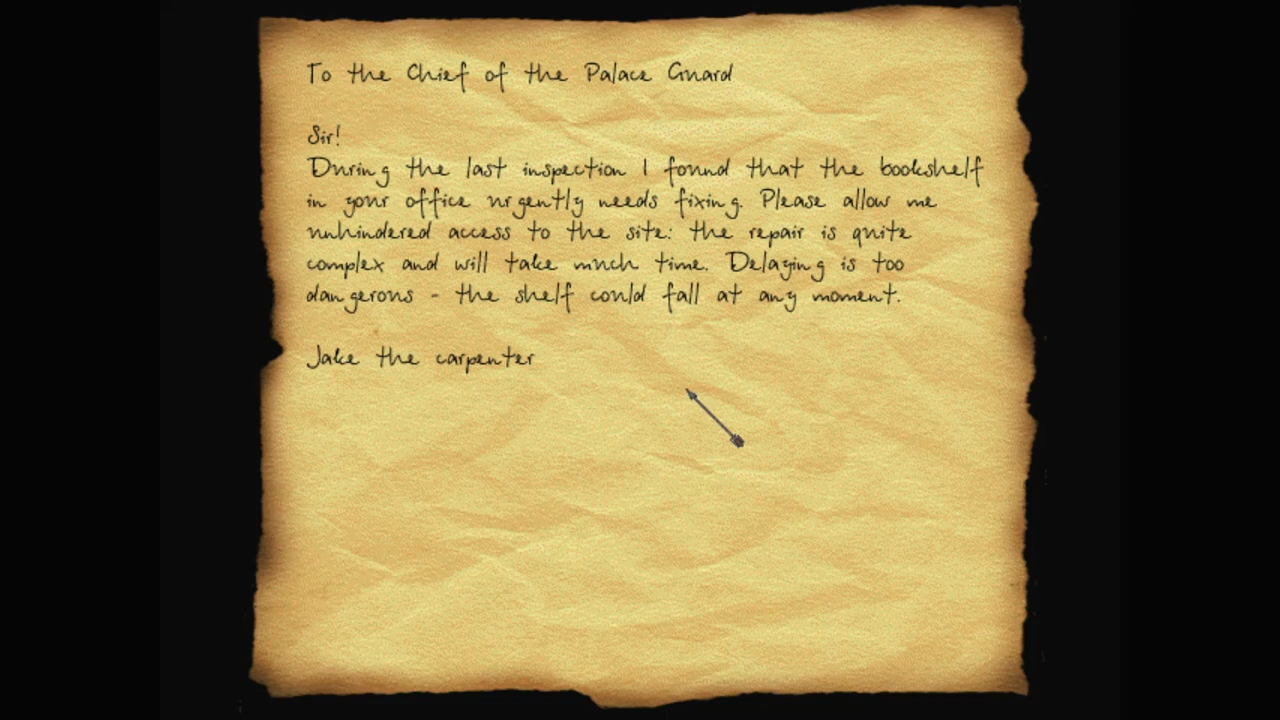 To the Chief of the Palace Guard
Sir!
During the last inspection I found that the bookshelf
in your office urgently needs fixing. Please allow me
unhindered access to the site: the repair is quite
complex and will take much time. Delaying is too
dangerous - the shelf could fall at any moment.
Jake the carpenter